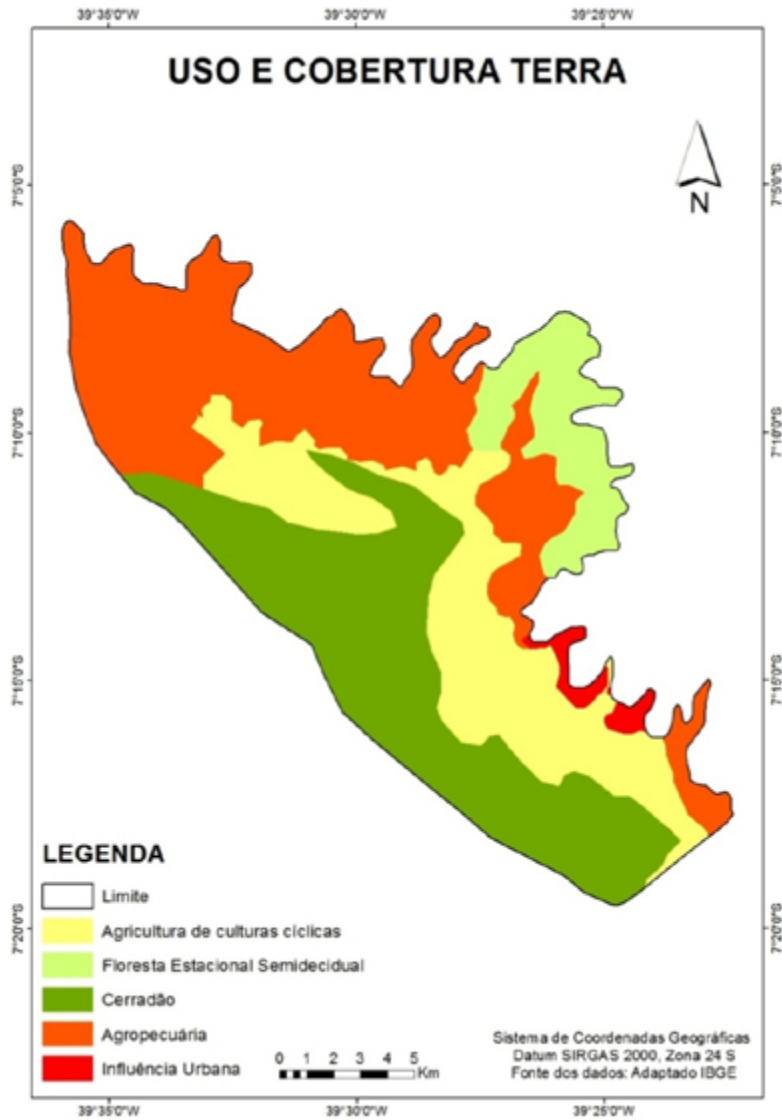 39°35'0"W 39°30'0"W 39°25'0"W
USO E COBERTURA TERRA
N
7°5'0"S 7°5'0"S
7°10'0"S 7°10'0"S
7°15'0"S 7°15'0"S
7°20'0"S 7°20'0"S
LEGENDA
Limite
Agricultura de culturas cíclicas
Floresta Estacional Semidecidual
Cerradão
Agropecuária
Influência Urbana
0 1 2 3 4 5
Km
Sistema de Coordenadas Geográficas
Datum SIRGAS 2000, Zona 24 S
Fonte dos dados: Adaptado IBGE
39°35'0"W 39°30'0"W 39°25'0"W